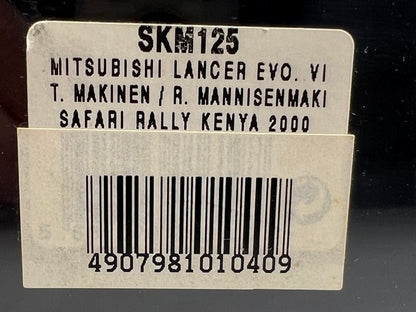 SKM125
MITSUBISHI LANCER EVO. VI
T. MAKINEN / R. MANNISENMAKI
SAFARI RALLY KENYA 2000
4907981010409